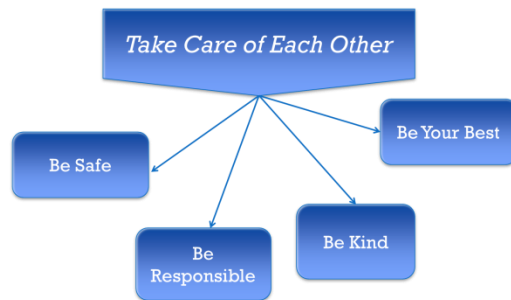 Take Care of Each Other
Be Your Best
Be Safe
Be Kind
Be
Responsible